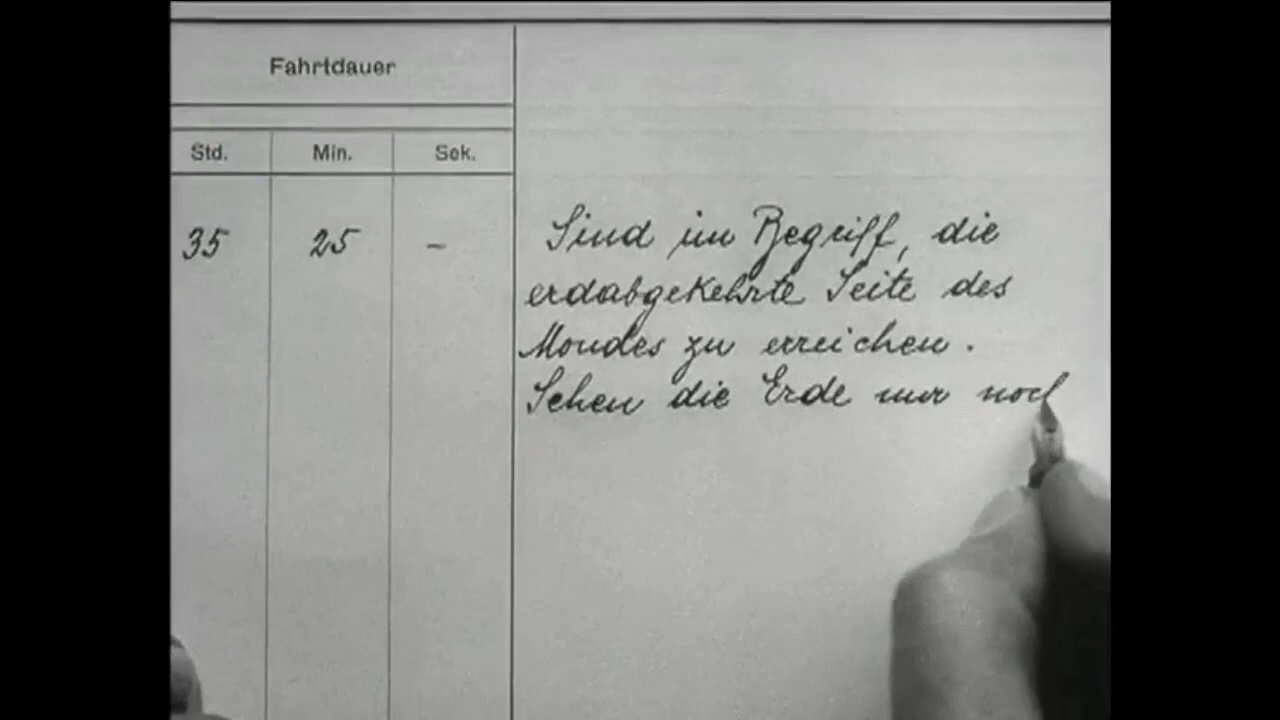 Fahrtdauer
Std. Min. Sek.
35 25 –
Sind im Begriff, die
erdabgekehrte Seite des
Mondes zu erreichen.
Sehen die Erde nur noch